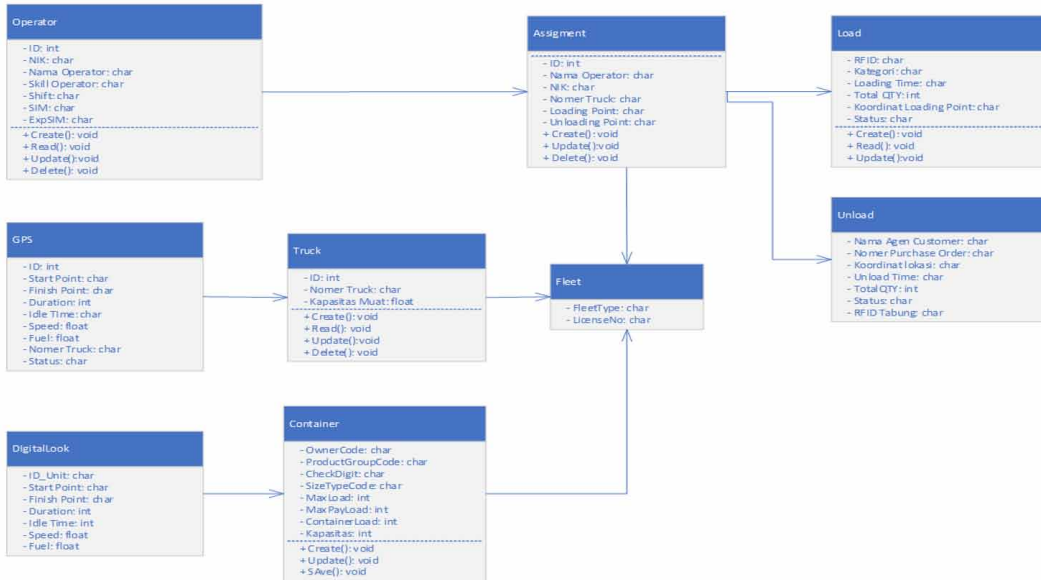 Operator
- ID: int
- NIK: char
- Nama Operator: char
- Skill Operator: char
- Shift: char
- SIM: char
- ExpSIM: char
+ Create(): void
+ Read(): void
+ Update():void
+ Delete(): void
Assigment
- ID: int
- Nama Operator: char
- NIK: char
- Nomer Truck: char
- Loading Point: char
- Unloading Point: char
+ Create(): void
+ Update():void
+ Delete(): void
Load
- RFID: char
- Kategori: char
- Loading Time: char
- Total QTY: int
- Koordinat Loading Point: char
- Status: char
+ Create(): void
+ Read(): void
+ Update():void
GPS
- ID: int
- Start Point: char
- Finish Point: char
- Duration: int
- Idle TIme: char
- Speed: float
- Fuel: float
- Nomer Truck: char
- Status: char
Truck
- ID: int
- Nomer Truck: char
- Kapasitas Muat: float
+ Create(): void
+ Read(): void
+ Update():void
+ Delete(): void
Fleet
- FleetType: char
- LicenseNo: char
Unload
- Nama Agen Customer: char
- Nomer Purchase Order: char
- Koordinat lokasi: char
- Unload Time: char
- TotalQTY: int
- Status: char
- RFID Tabung: char
DigitalLook
- ID_Unit: char
- Start Point: char
- Finish Point: char
- Duration: int
- Idle Time: int
- Speed: float
- Fuel: float
Container
- OwnerCode: char
- ProductGroupCode: char
- CheckDigit: char
- SizeTypeCode: char
- MaxLoad: int
- MaxPayLoad: int
- ContainerLoad: int
- Kapasitas: int
+ Create(): void
+ Update(): void
+ SAve(): void